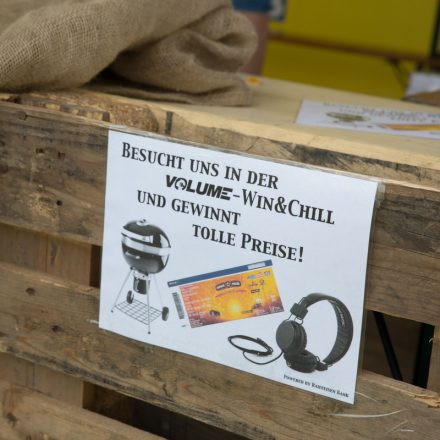 Besucht uns in der
VOLUME-Win&Chill
und gewinnt
tolle Preise!
Powered by Raiffeisen Bank